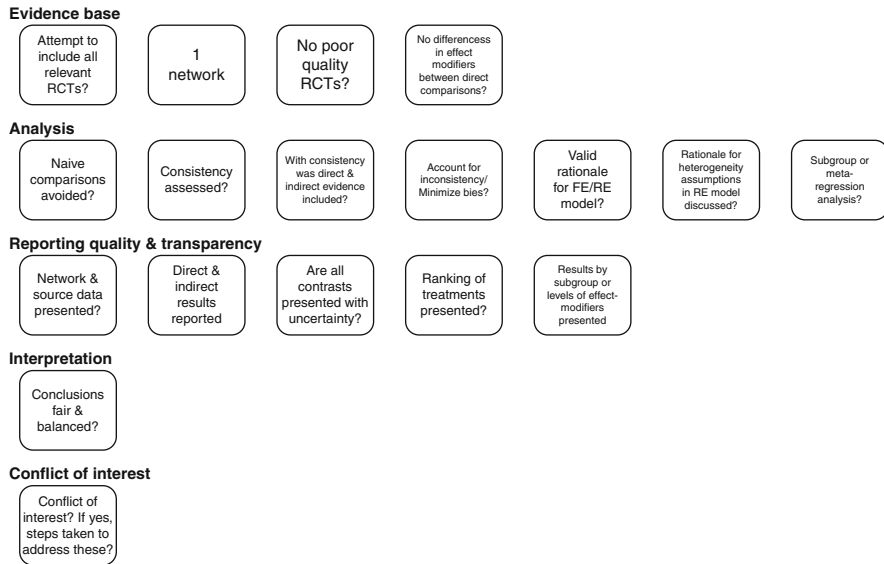 Evidence base
Attempt to
include all
relevant
RCTs?
1
network
No poor
quality
RCTs?
No differencess
in effect
modifiers
between direct
comparisons?
Analysis
Naive
comparisons
avoided?
Consistency
assessed?
With consistency
was direct &
indirect evidence
included?
Account for
inconsistency/
Minimize bies?
Valid
rationale
for FE/RE
model?
Rationale for
heterogeneity
assumptions
in RE model
discussed?
Subgroup or
meta-
regression
analysis?
Reporting quality & transparency
Network &
source data
presented?
Direct &
indirect
results
reported
Are all
contrasts
presented with
uncertainty?
Ranking of
treatments
presented?
Results by
subgroup or
levels of effect-
modifiers
presented
Interpretation
Conclusions
fair &
balanced?
Conflict of interest
Conflict of
interest? If yes,
steps taken to
address these?